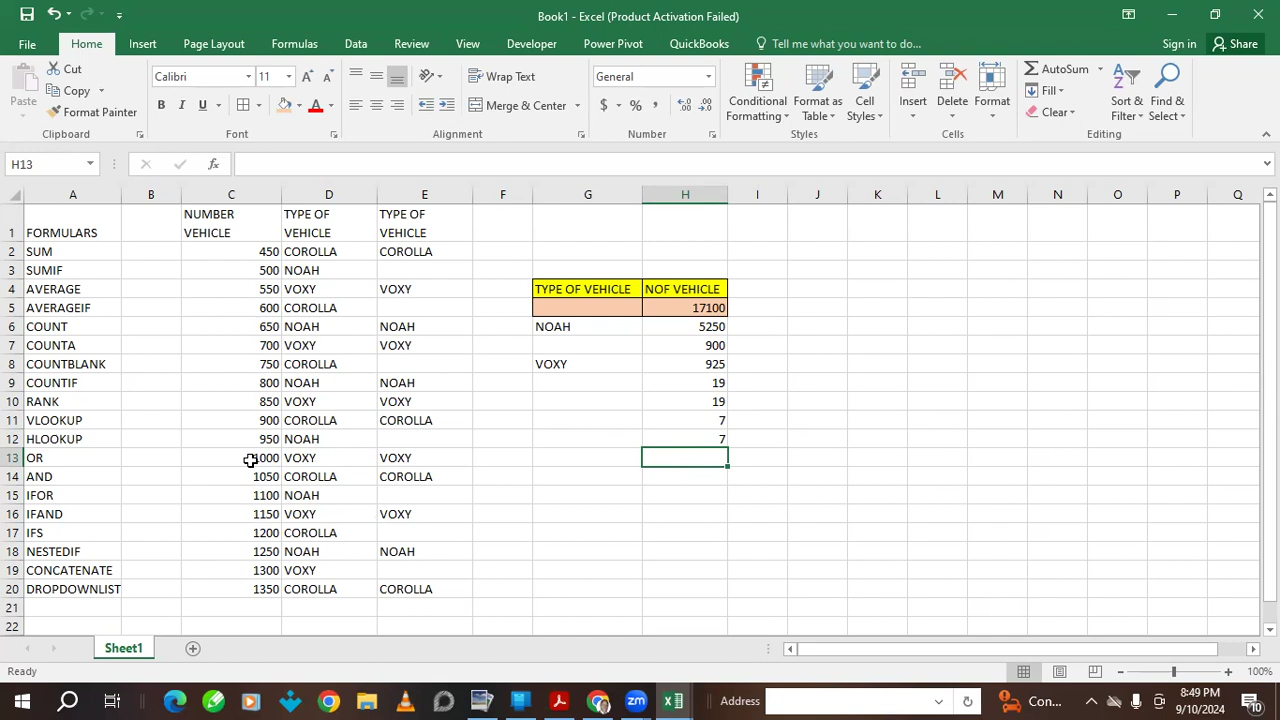 Book1 - Excel (Product Activation Failed)
File Home Insert Page Layout Formulas Data Review View Developer Power Pivot QuickBooks Tell me what you want to do... Sign in Share
Paste Cut Calibri 11 Wrap Text General AutoSum
Copy Fill
Format Painter Merge & Center $ % , Conditional Formatting Format as Table Cell Styles Insert Delete Format Clear Sort & Filter Find & Select
Clipboard Font Alignment Number Styles Cells Editing
H13 fx
A B C D E F G H I J K L M N O P Q
NUMBER TYPE OF TYPE OF
1 FORMULARS VEHICLE VEHICLE VEHICLE
2 SUM 450 COROLLA COROLLA
3 SUMIF 500 NOAH
4 AVERAGE 550 VOXY VOXY TYPE OF VEHICLE NOF VEHICLE
5 AVERAGEIF 600 COROLLA 17100
6 COUNT 650 NOAH NOAH NOAH 5250
7 COUNTA 700 VOXY VOXY 900
8 COUNTBLANK 750 COROLLA VOXY 925
9 COUNTIF 800 NOAH NOAH 19
10 RANK 850 VOXY VOXY 19
11 VLOOKUP 900 COROLLA COROLLA 7
12 HLOOKUP 950 NOAH 7
13 OR 1000 VOXY VOXY
14 AND 1050 COROLLA COROLLA
15 IFOR 1100 NOAH
16 IFAND 1150 VOXY VOXY
17 IFS 1200 COROLLA
18 NESTEDIF 1250 NOAH NOAH
19 CONCATENATE 1300 VOXY
20 DROPDOWNLIST 1350 COROLLA COROLLA
21
22
Sheet1
Ready 100%
Address Con... 8:49 PM
9/10/2024 10